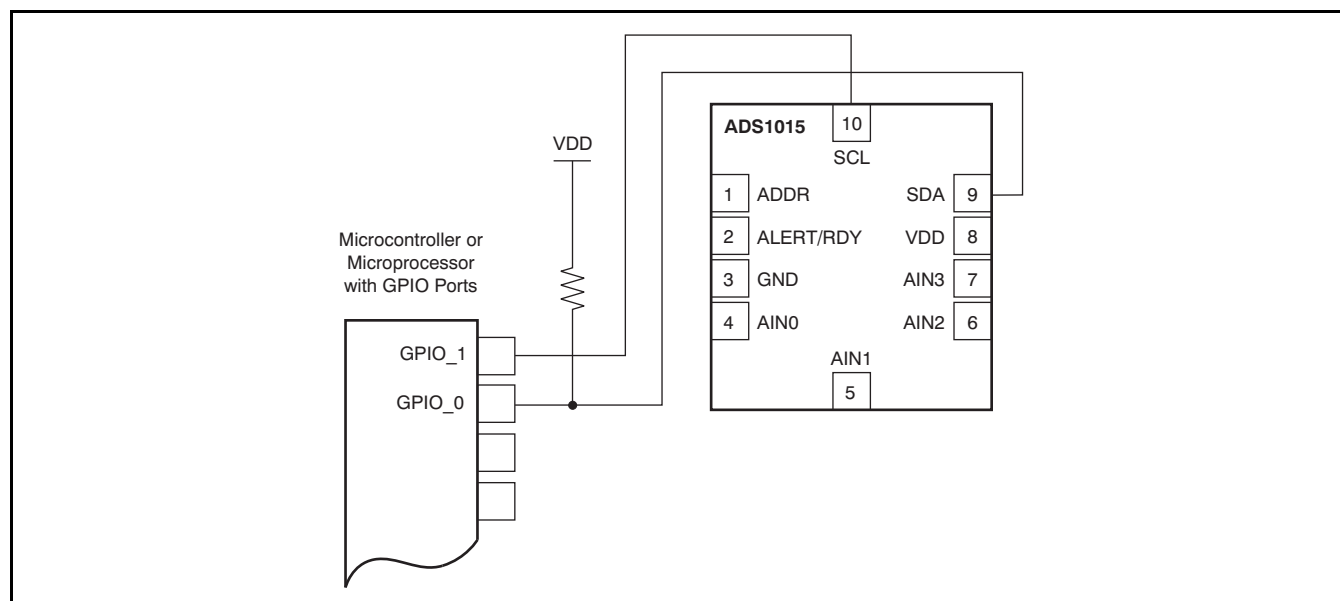 VDD
Microcontroller or
Microprocessor
with GPIO Ports
GPIO_1
GPIO_0
ADS1015
10
SCL
1 ADDR
2 ALERT/RDY
3 GND
4 AIN0
SDA 9
VDD 8
AIN3 7
AIN2 6
AIN1
5